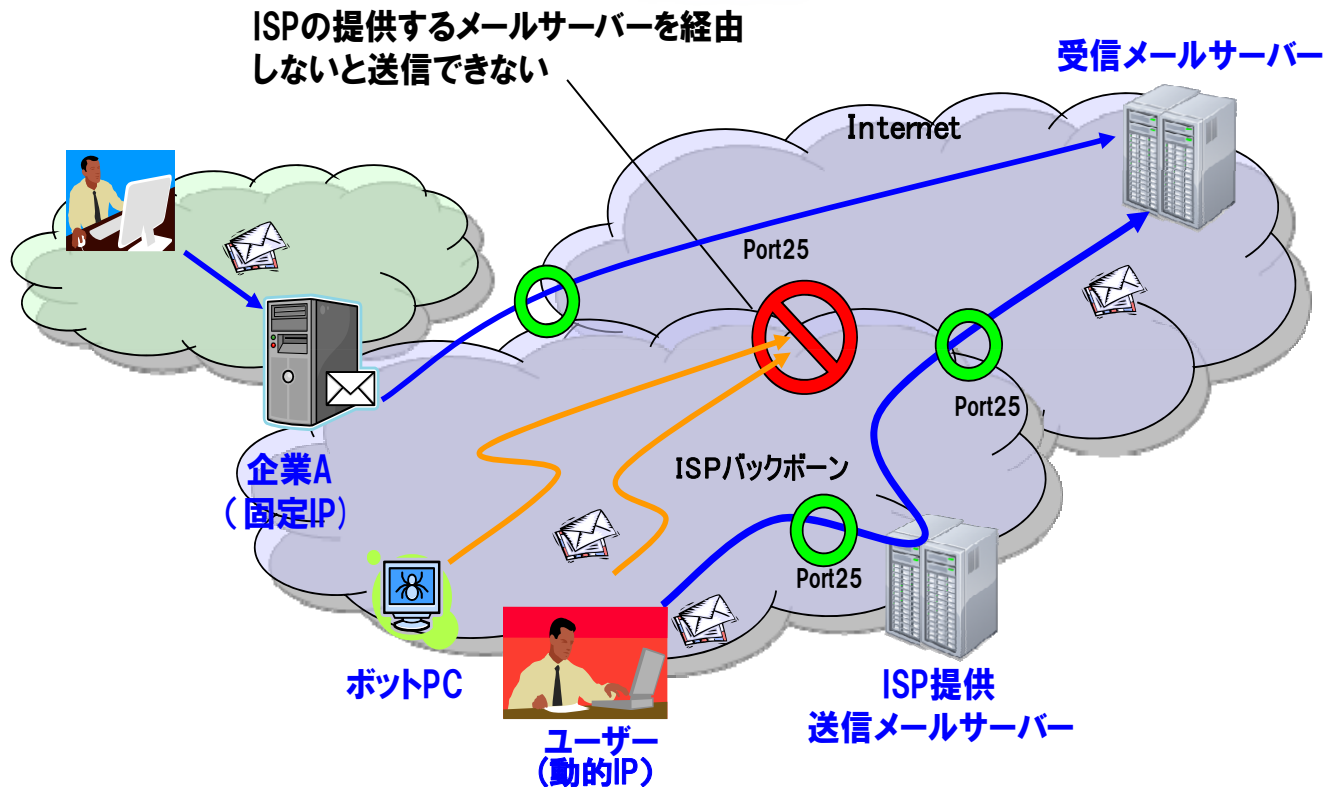 ISPの提供するメールサーバーを経由
しないと送信できない
受信メールサーバー
Internet
Port25
Port25
企業A
(固定IP)
ISPバックボーン
Port25
ボットPC
ユーザー
(動的IP)
ISP提供
送信メールサーバー